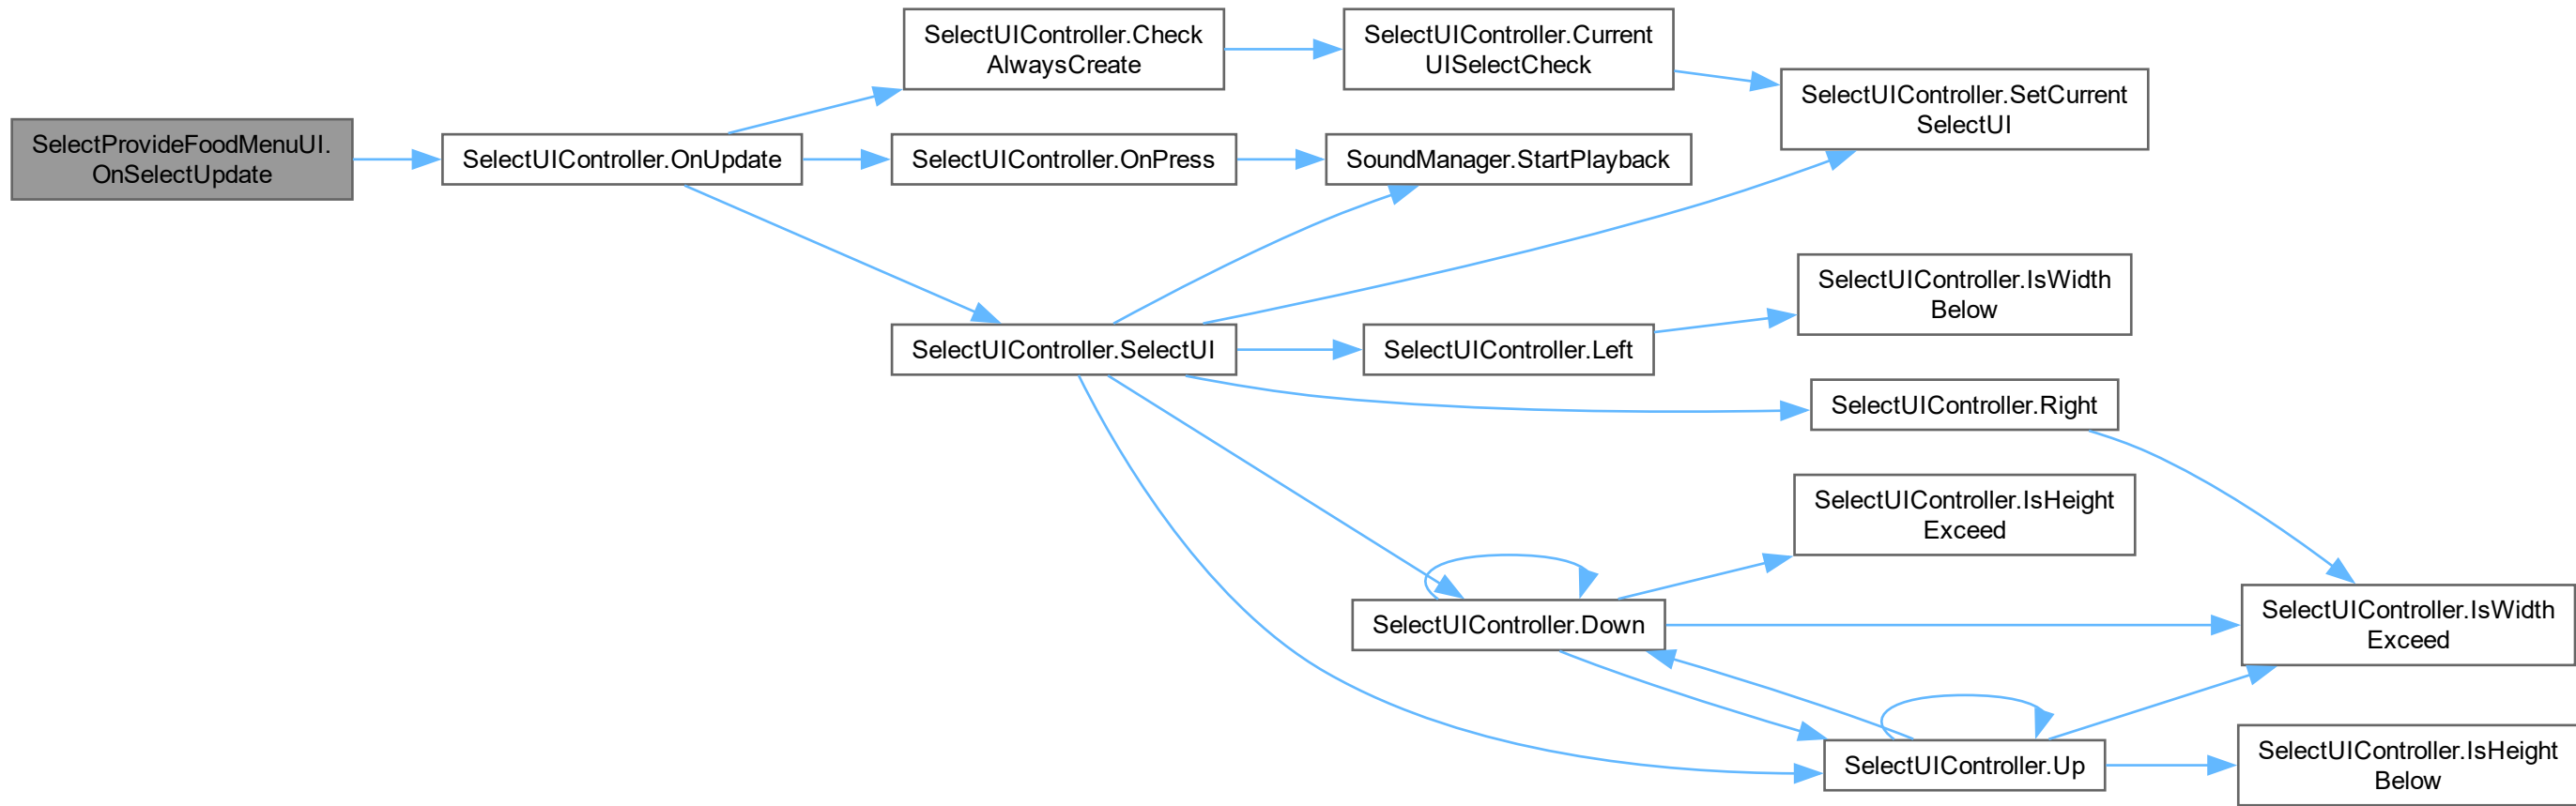 SelectUIController.Check
AlwaysCreate
SelectUIController.Current
UISelectCheck
SelectUIController.SetCurrent
SelectUI
SelectProvideFoodMenuUI.
OnSelectUpdate
SelectUIController.OnUpdate
SelectUIController.OnPress
SoundManager.StartPlayback
SelectUIController.IsWidth
Below
SelectUIController.SelectUI
SelectUIController.Left
SelectUIController.Right
SelectUIController.IsHeight
Exceed
SelectUIController.Down
SelectUIController.IsWidth
Exceed
SelectUIController.Up
SelectUIController.IsHeight
Below